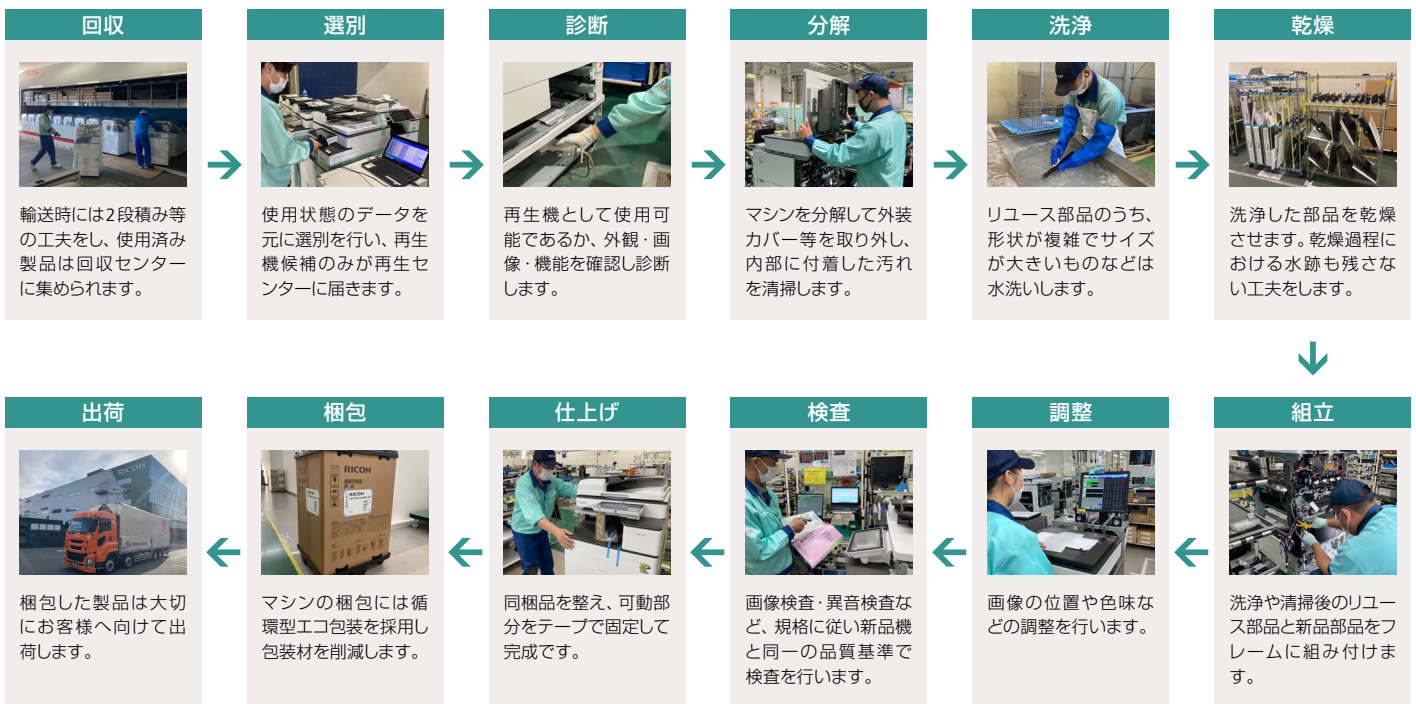 回収
輸送時には2段積み等
の工夫をし、使用済み
製品は回収センター
に集められます。
選別
使用状態のデータを
元に選別を行い、再生
機候補のみが再生セ
ンターに届きます。
診断
再生機として使用可
能であるか、外観・画
像・機能を確認し診断
します。
分解
マシンを分解して外装
カバー等を取り外し、
内部に付着した汚れ
を清掃します。
洗浄
リユース部品のうち、
形状が複雑でサイズ
が大きいものなどは
水洗いします。
乾燥
洗浄した部品を乾燥
させます。乾燥過程に
おける水跡も残さな
い工夫をします。
組立
洗浄や清掃後のリユー
ス部品と新品部品をフ
レームに組み付けま
す。
調整
画像の位置や色味な
どの調整を行います。
検査
画像検査・異音検査な
ど、規格に従い新品機
と同一の品質基準で
検査を行います。
仕上げ
同梱品を整え、可動部
分をテープで固定して
完成です。
梱包
RICOH
RICOH
マシンの梱包には循
環型エコ包装を採用し
包装材を削減します。
出荷
RICOH
梱包した製品は大切
にお客様へ向けて出
荷します。